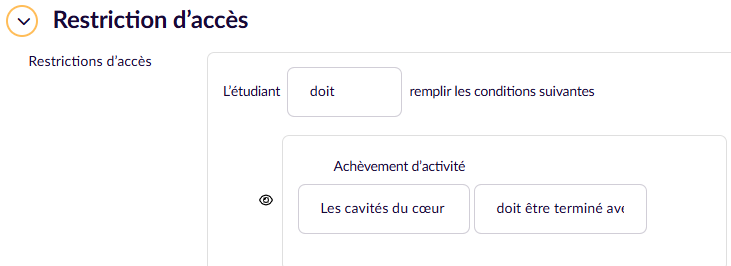 Restriction d’accès
Restrictions d’accès
L’étudiant doit remplir les conditions suivantes
Achèvement d’activité
Les cavités du cœur doit être terminé ave